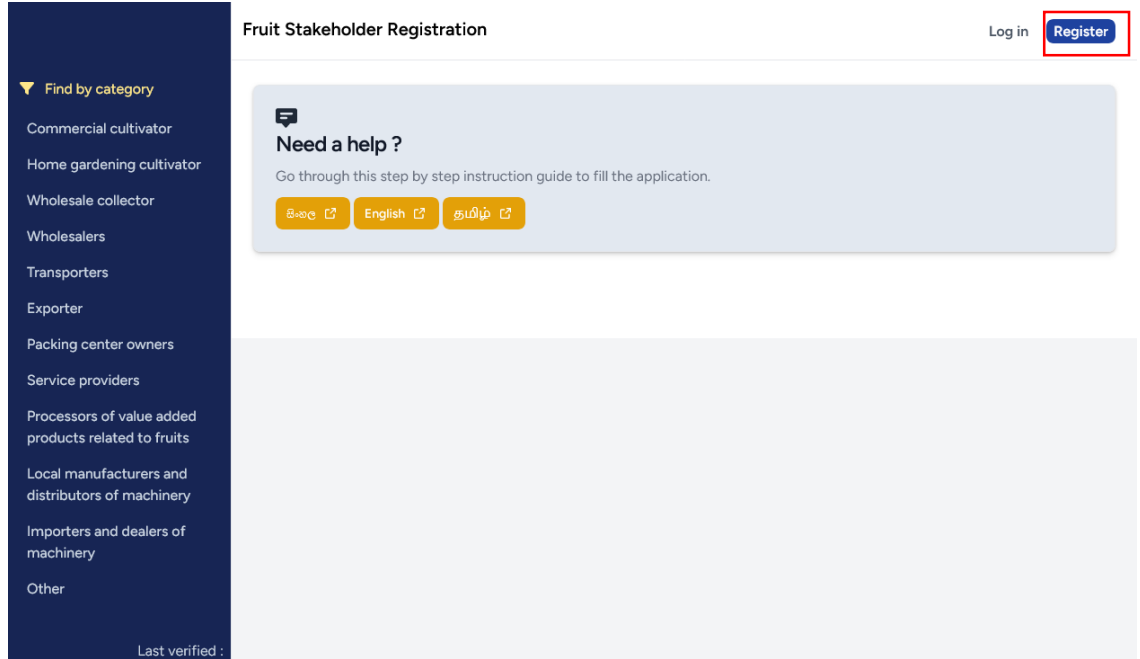 Fruit Stakeholder Registration
Log in
Register
Find by category
Commercial cultivator
Home gardening cultivator
Wholesale collector
Wholesalers
Transporters
Exporter
Packing center owners
Service providers
Processors of value added
products related to fruits
Local manufacturers and
distributors of machinery
Importers and dealers of
machinery
Other
Last verified :
Need a help ?
Go through this step by step instruction guide to fill the application.
සිංහල
English
தமிழ்